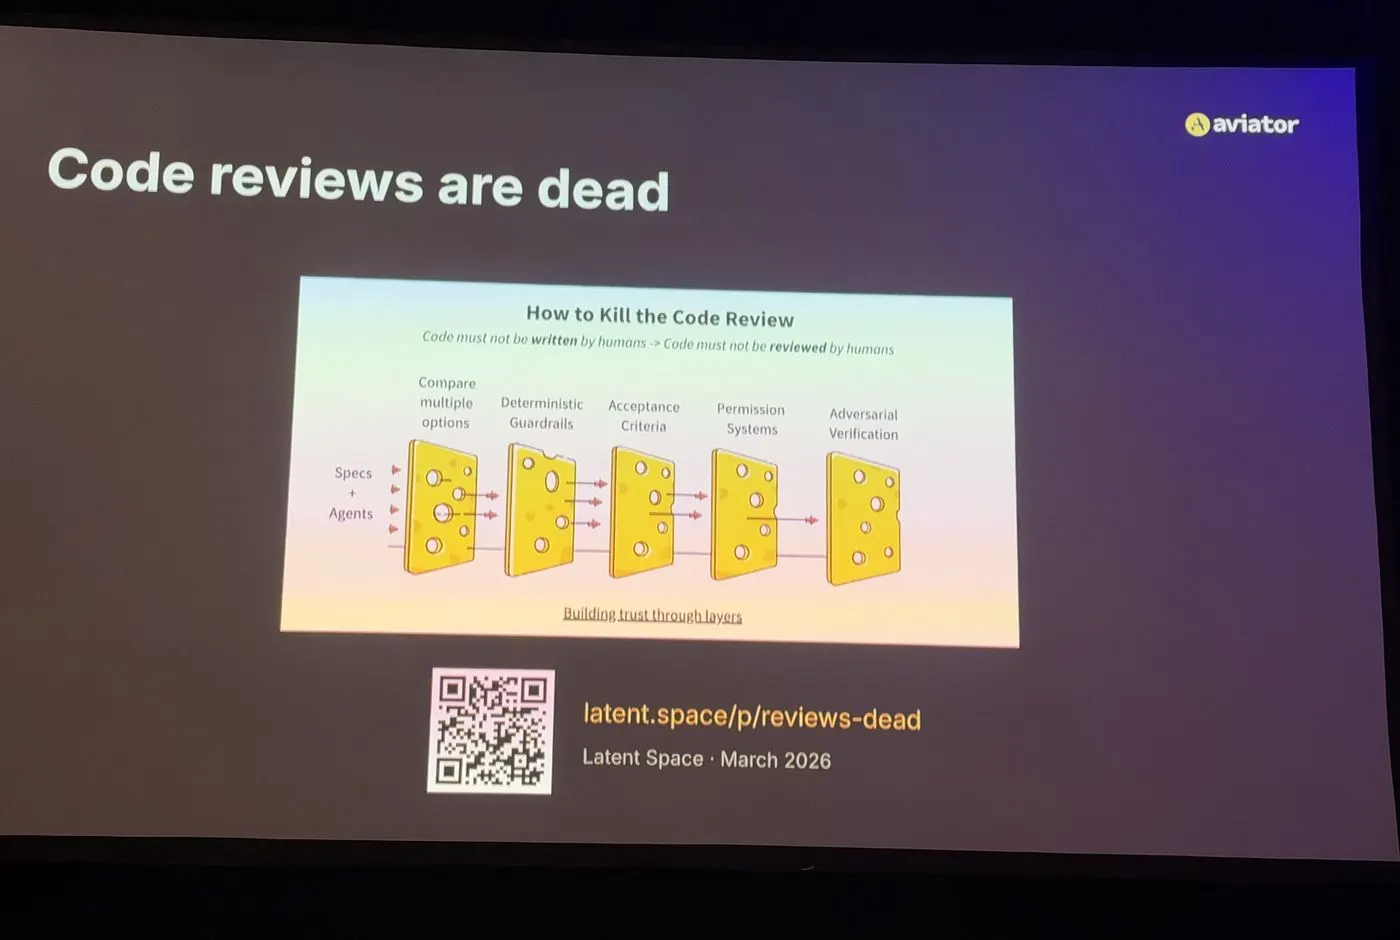 aviator
Code reviews are dead
How to Kill the Code Review
Code must not be written by humans -> Code must not be reviewed by humans
Compare
multiple
options
Deterministic
Guardrails
Acceptance
Criteria
Permission
Systems
Adversarial
Verification
Specs
+
Agents
Building trust through layers
latent.space/p/reviews-dead
Latent Space · March 2026